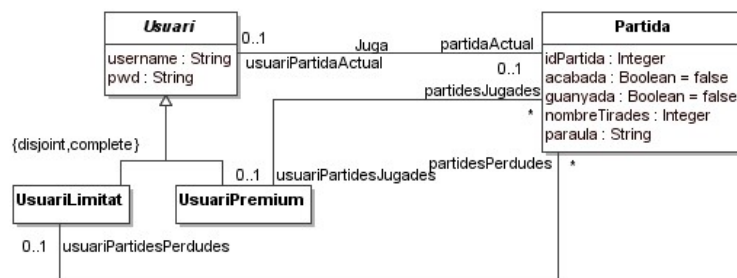 Usuari
username : String
pwd : String
0..1
usuariPartidaActual
Juga
partidaActual
0..1
Partida
idPartida : Integer
acabada : Boolean = false
guanyada : Boolean = false
nombreTirades : Integer
paraula : String
partidesJugades
*
{disjoint,complete}
partidesPerdudes
*
0..1
usuariPartidesJugades
UsuariLimitat
UsuariPremium
0..1
usuariPartidesPerdudes